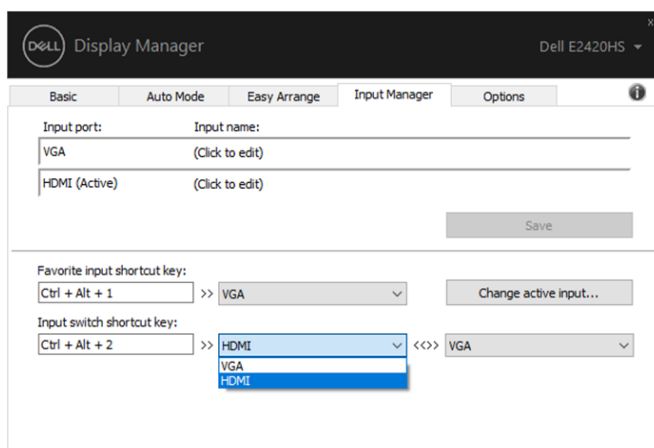 x
DELL Display Manager Dell E2420HS
Basic Auto Mode Easy Arrange Input Manager Options i
Input port: Input name:
VGA (Click to edit)
HDMI (Active) (Click to edit)
Save
Favorite input shortcut key:
Ctrl + Alt + 1 >> VGA Change active input...
Input switch shortcut key:
Ctrl + Alt + 2 >> HDMI <<>> VGA
VGA
HDMI